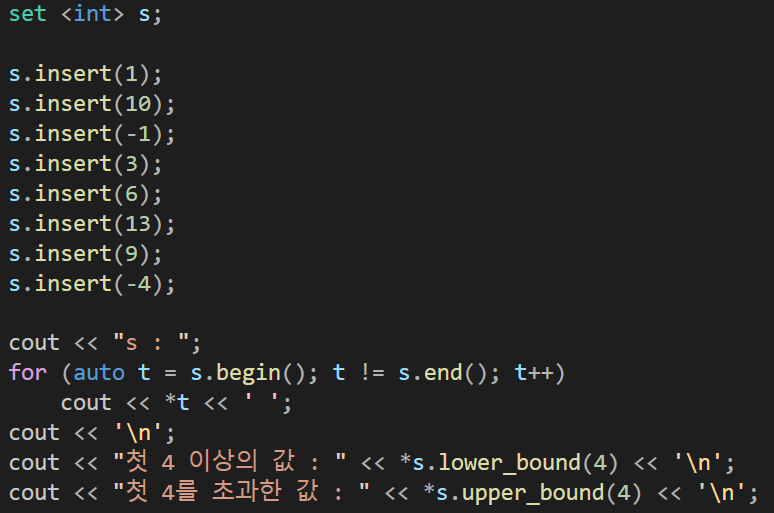 set <int> s;
s.insert(1);
s.insert(10);
s.insert(-1);
s.insert(3);
s.insert(6);
s.insert(13);
s.insert(9);
s.insert(-4);
cout << "s : ";
for (auto t = s.begin(); t != s.end(); t++)
    cout << *t << ' ';
cout << '\n';
cout << "첫 4 이상의 값 : " << *s.lower_bound(4) << '\n';
cout << "첫 4를 초과한 값 : " << *s.upper_bound(4) << '\n';